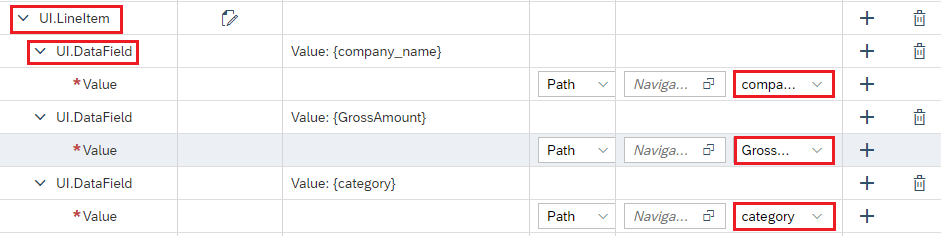 UI.LineItem
UI.DataField Value: {company_name}
*Value Path Naviga... compa...
UI.DataField Value: {GrossAmount}
*Value Path Naviga... Gross...
UI.DataField Value: {category}
*Value Path Naviga... category